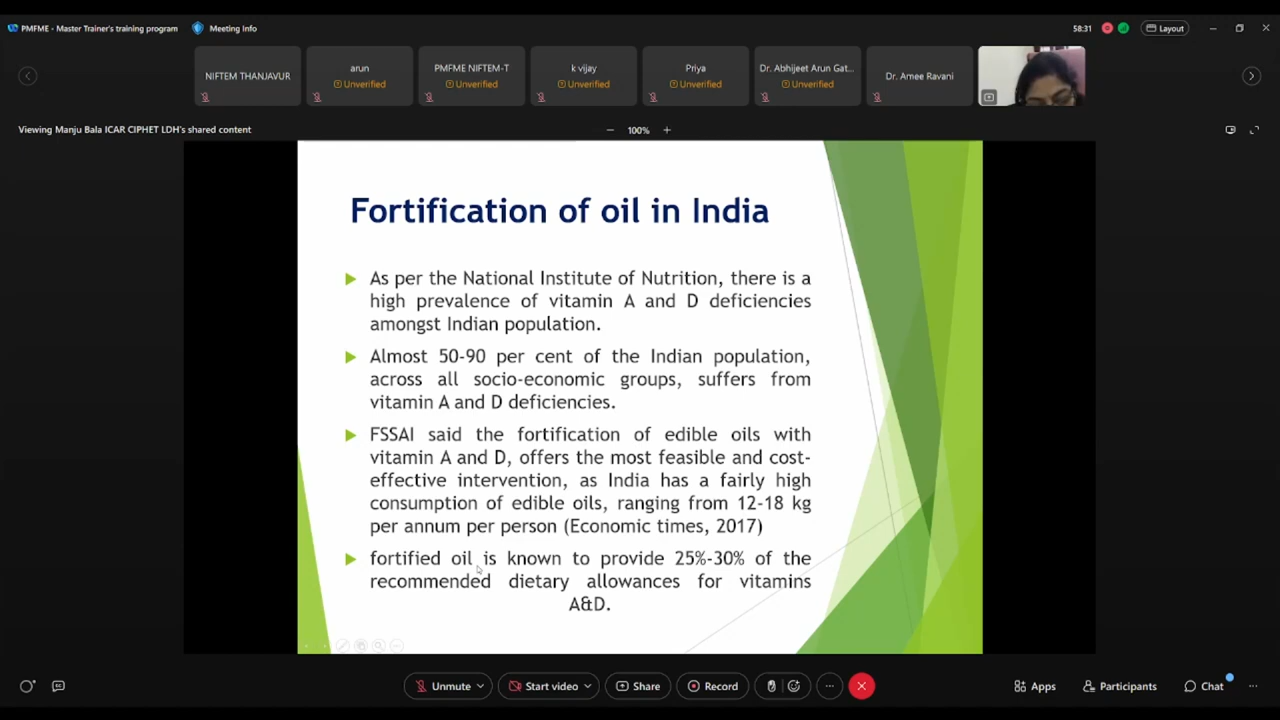 PMFME - Master Trainer's training program
Meeting Info
58:31
Layout
NIFTEM THANJAVUR
arun
Unverified
PMFME NIFTEM-T
Unverified
k vijay
Unverified
Priya
Unverified
Dr. Abhijeet Arun Gat...
Unverified
Dr. Amee Ravani
Viewing Manju Bala ICAR CIPHET LDH's shared content
100%
Fortification of oil in India
As per the National Institute of Nutrition, there is a
high prevalence of vitamin A and D deficiencies
amongst Indian population.
Almost 50-90 per cent of the Indian population,
across all socio-economic groups, suffers from
vitamin A and D deficiencies.
FSSAI said the fortification of edible oils with
vitamin A and D, offers the most feasible and cost-
effective intervention, as India has a fairly high
consumption of edible oils, ranging from 12-18 kg
per annum per person (Economic times, 2017)
fortified oil is known to provide 25%-30% of the
recommended dietary allowances for vitamins
A&D.
Unmute
Start video
Share
Record
Apps
Participants
Chat